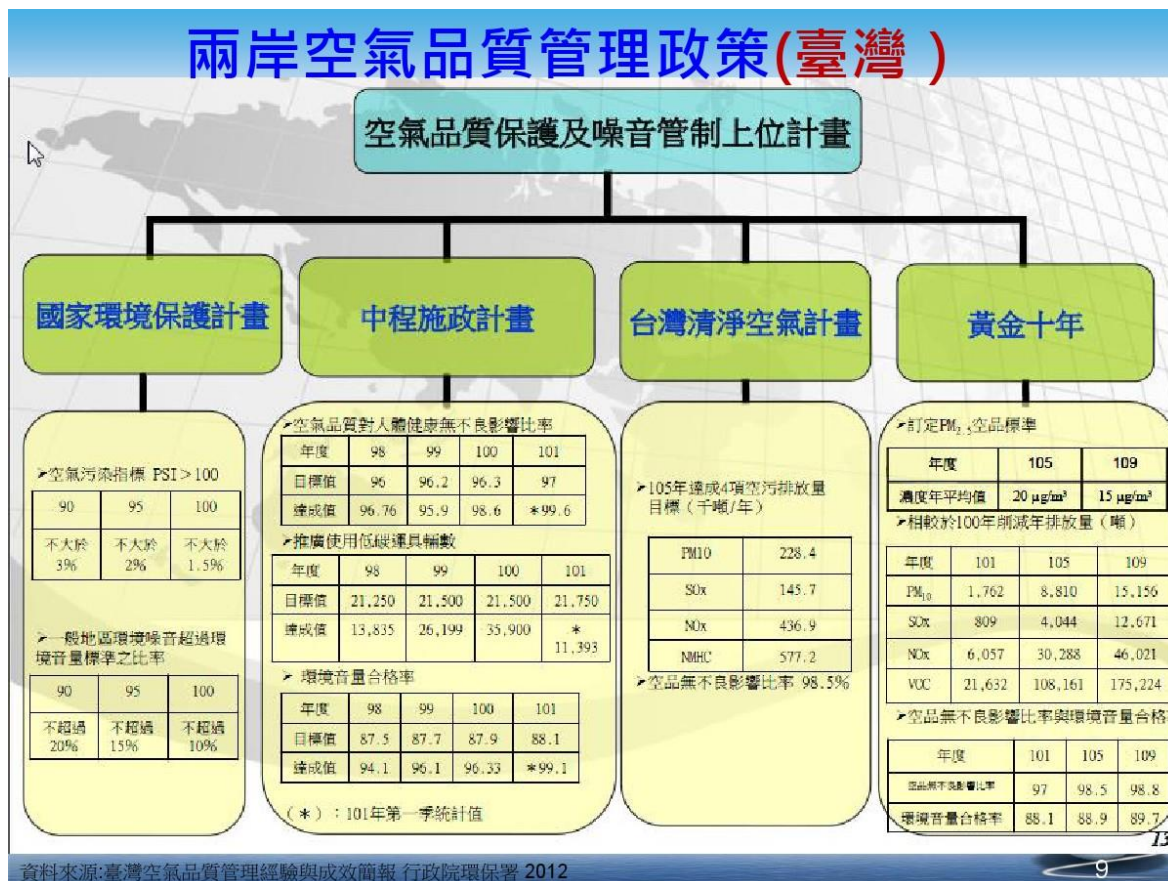 兩岸空氣品質管理政策(臺灣)
空氣品質保護及噪音管制上位計畫
國家環境保護計畫
➢空氣污染指標 PSI>100
90 95 100
不大於 不大於 不大於
3% 2% 1.5%
➢一般地區環境噪音超過環
境音量標準之比率
90 95 100
不超過 不超過 不超過
20% 15% 10%
中程施政計畫
➢空氣品質對人體健康無不良影響比率
年度 98 99 100 101
目標值 96 96.2 96.3 97
達成值 96.76 95.9 98.6 *99.6
➢推廣使用低碳運具輛數
年度 98 99 100 101
目標值 21,250 21,500 21,500 21,750
達成值 13,835 26,199 35,900 *
11,393
➢ 環境音量合格率
年度 98 99 100 101
目標值 87.5 87.7 87.9 88.1
達成值 94.1 96.1 96.33 *99.1
(*):101年第一季統計值
台灣清淨空氣計畫
➢105年達成4項空污排放量
目標(千噸/年)
PM10 228.4
SOx 145.7
NOx 436.9
NMHC 577.2
➢空品無不良影響比率 98.5%
黃金十年
➢訂定PM2.5空品標準
年度 105 109
濃度年平均值 20 μg/m³ 15 μg/m³
➢相較於100年削減年排放量(噸)
年度 101 105 109
PM10 1,762 8,810 15,156
SOx 809 4,044 12,671
NOx 6,057 30,288 46,021
VOC 21,632 108,161 175,224
➢空品無不良影響比率與環境音量合格
年度 101 105 109
空品無不良影響比率 97 98.5 98.8
環境音量合格率 88.1 88.9 89.7
13
資料來源:臺灣空氣品質管理經驗與成效簡報 行政院環保署 2012
9